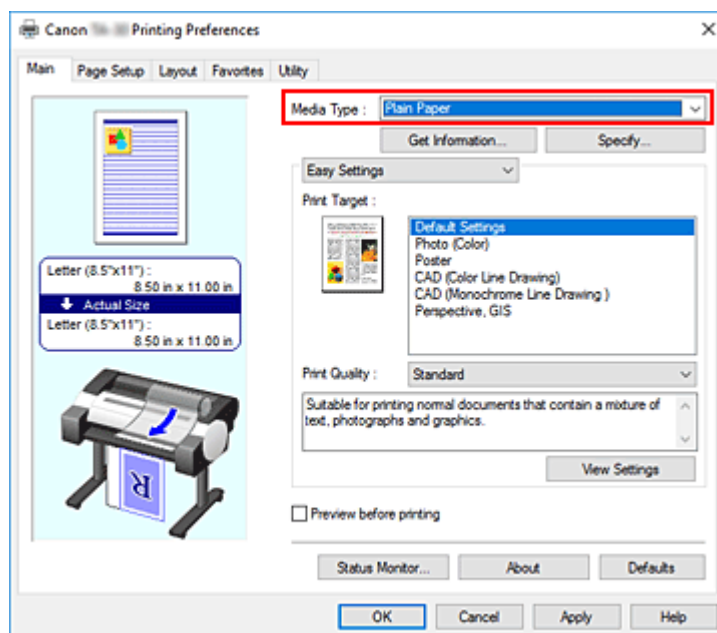 Canon Printing Preferences
Main Page Setup Layout Favorites Utility
Media Type : Plain Paper
Get Information... Specify...
Easy Settings
Print Target :
Default Settings
Photo (Color)
Poster
CAD (Color Line Drawing)
CAD (Monochrome Line Drawing )
Perspective, GIS
Letter (8.5"x11") :
8.50 in x 11.00 in
Actual Size
Letter (8.5"x11") :
8.50 in x 11.00 in
R
Print Quality : Standard
Suitable for printing normal documents that contain a mixture of
text, photographs and graphics.
View Settings
Preview before printing
Status Monitor... About Defaults
OK Cancel Apply Help